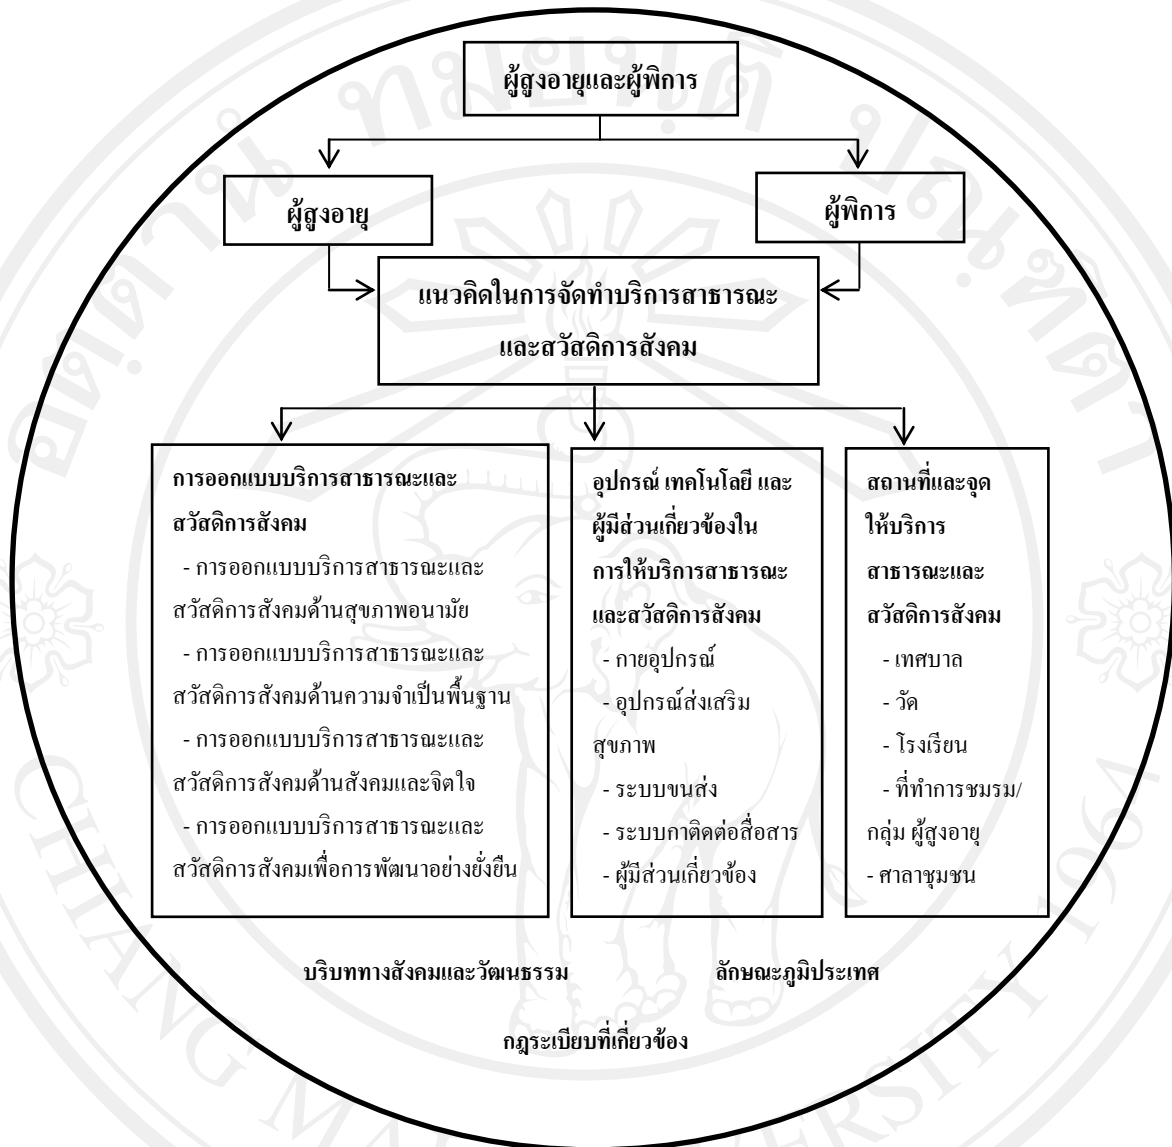 ผู้สูงอายุและผู้พิการ
ผู้สูงอายุ
ผู้พิการ
แนวคิดในการจัดทำบริการสาธารณะ
และสวัสดิการสังคม
การออกแบบบริการสาธารณะและ
สวัสดิการสังคม
- การออกแบบบริการสาธารณะและ
สวัสดิการสังคมด้านสุขภาพอนามัย
- การออกแบบบริการสาธารณะและ
สวัสดิการสังคมด้านความจำเป็นพื้นฐาน
- การออกแบบบริการสาธารณะและ
สวัสดิการสังคมด้านสังคมและจิตใจ
- การออกแบบบริการสาธารณะและ
สวัสดิการสังคมเพื่อการพัฒนาอย่างยั่งยืน
อุปกรณ์ เทคโนโลยี และ
ผู้มีส่วนเกี่ยวข้องใน
การให้บริการสาธารณะ
และสวัสดิการสังคม
- กายอุปกรณ์
- อุปกรณ์ส่งเสริม
สุขภาพ
- ระบบขนส่ง
- ระบบกาติดต่อสื่อสาร
- ผู้มีส่วนเกี่ยวข้อง
สถานที่และจุด
ให้บริการ
สาธารณะและ
สวัสดิการสังคม
- เทศบาล
- วัด
- โรงเรียน
- ที่ทำการชมรม/
กลุ่ม ผู้สูงอายุ
- ศาลาชุมชน
บริบททางสังคมและวัฒนธรรม
ลักษณะภูมิประเทศ
กฎระเบียบที่เกี่ยวข้อง
CHIANG MAI UNIVERSITY 1964